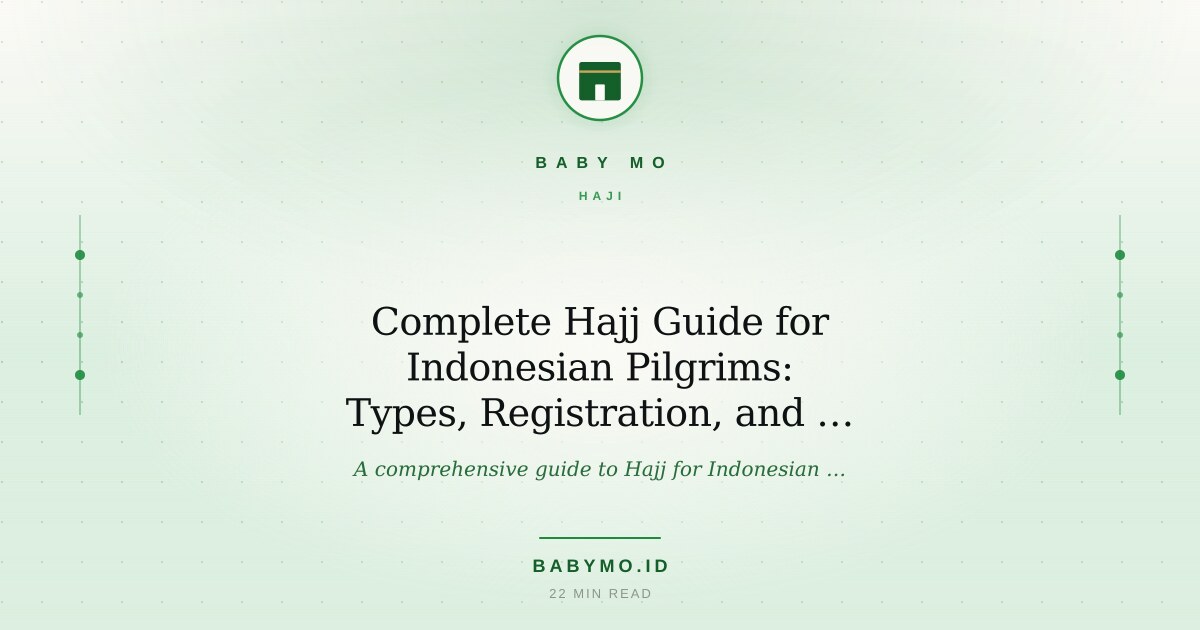 BABY MO
HAJI
Complete Hajj Guide for
Indonesian Pilgrims:
Types, Registration, and ...
A comprehensive guide to Hajj for Indonesian ...
BABYMO.ID
22 MIN READ